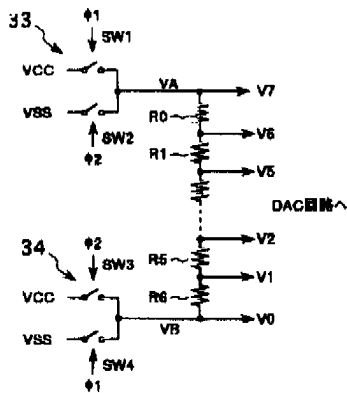 33
φ1
SW1
VCC
VA
V7
VSS
R0
V6
SW2
φ2
R1
V5
DAC回路へ
V2
34
φ2
SW3
R5
V1
VCC
R6
VSS
VB
V0
SW4
φ1